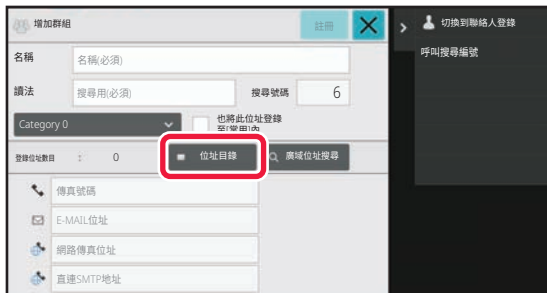 增加群組
註冊
切換到聯絡人登錄
呼叫搜尋編號
名稱
名稱(必須)
讀法
搜尋用(必須)
搜尋號碼
6
Category 0
也將此位址登錄
至[常用]內
登錄位址數目 : 0
位址目錄
廣域位址搜尋
傳真號碼
E-MAIL位址
網路傳真位址
直連SMTP地址